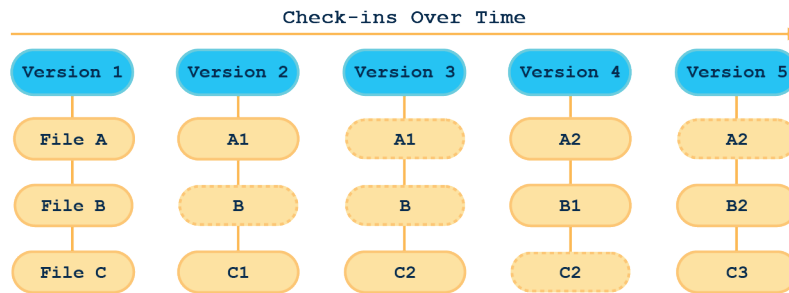 Check-ins Over Time
Version 1 Version 2 Version 3 Version 4 Version 5
File A A1 A1 A2 A2
File B B B B1 B2
File C C1 C2 C2 C3